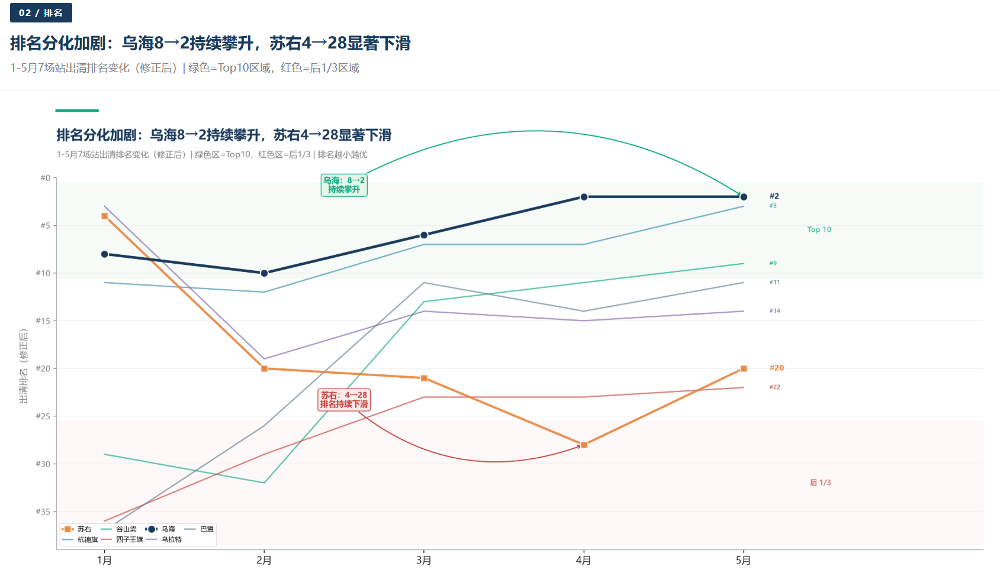 02 / 排名
排名分化加剧：乌海8→2持续攀升，苏右4→28显著下滑
1-5月7场站出清排名变化（修正后）| 绿色=Top10区域，红色=后1/3区域
排名分化加剧：乌海8→2持续攀升，苏右4→28显著下滑
1-5月7场站出清排名变化（修正后）| 绿色区=Top10，红色区=后1/3 | 排名越小越优
乌海：8→2
持续攀升
#0
#5
#10
#15
#20
#25
#30
#35
出清排名（修正后）
#2
#3
Top 10
#9
#11
#14
#20
#22
苏右：4→28
排名持续下滑
后 1/3
苏右 谷山梁 乌海 巴盟
杭锦旗 四子王旗 乌拉特
1月 2月 3月 4月 5月